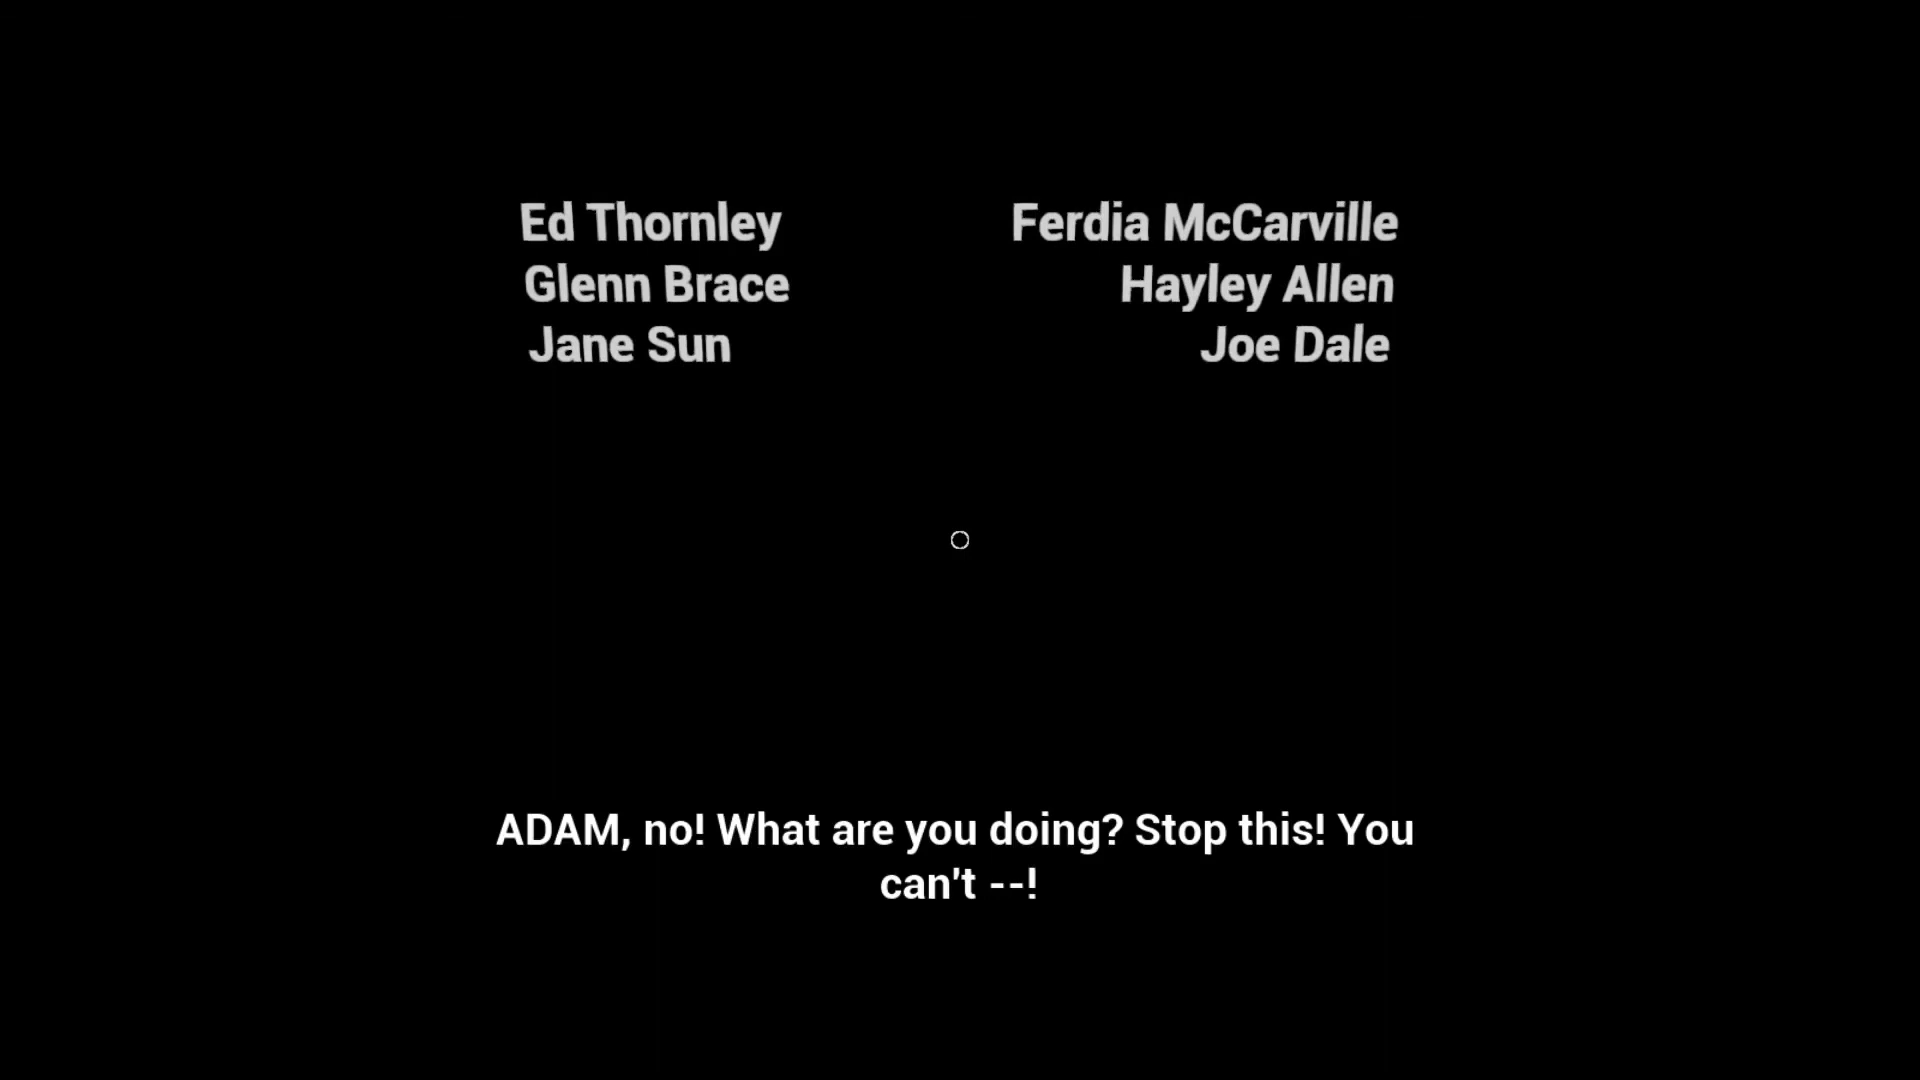 Ed Thornley
Glenn Brace
Jane Sun
Ferdia McCarville
Hayley Allen
Joe Dale
ADAM, no! What are you doing? Stop this! You
can't --!